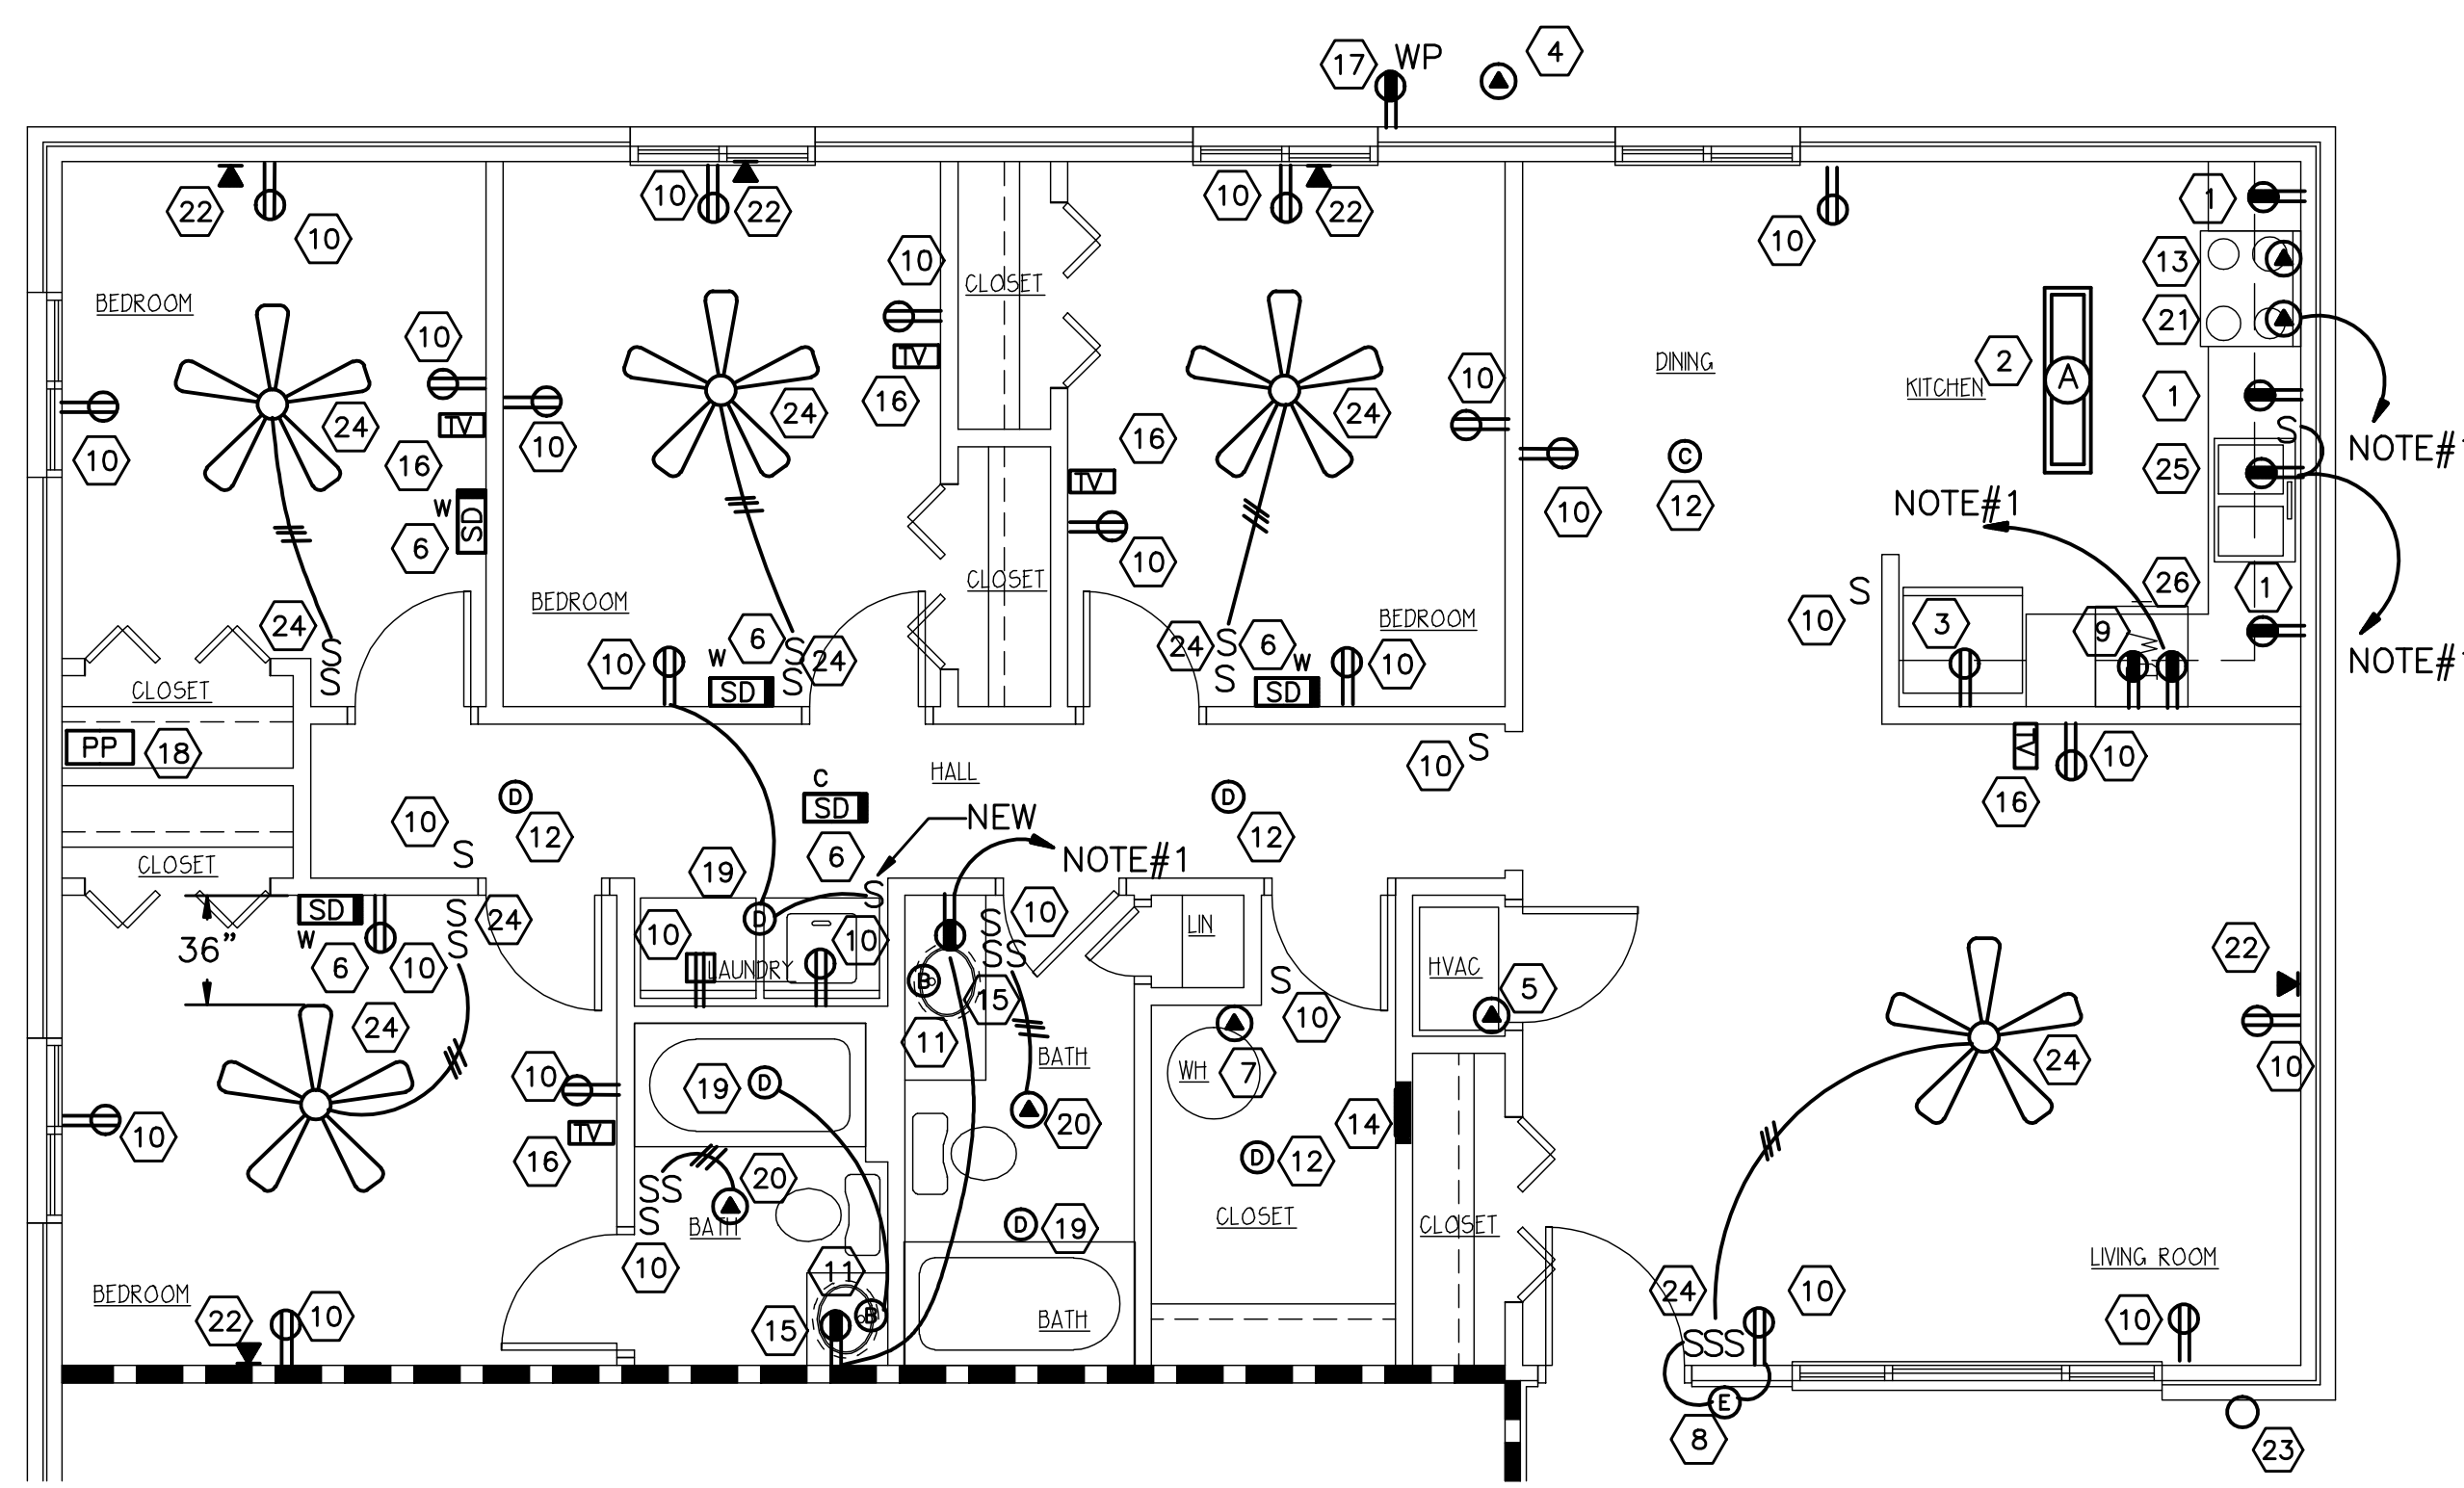 17 WP 4
22 10 10 22 10 22 10 1
10 CLOSET 13
BEDROOM 21
10 TV 10 DINING 2 A KITCHEN 1
24 TV 10 24 16 24 S
10 16 16 C NOTE#1
W SD TV 12 25
6 10 10 NOTE#1
CLOSET 26 1
24 BEDROOM BEDROOM 10 S 3 9
S 10 W 6 S 24 24 S 6 W 10 NOTE#1
CLOSET S SD S S SD
PP 18 HALL 10 S TV 10
C 16
D SD D
10 12 NEW 12
S 19 6 NOTE#1
CLOSET S
SD S 24 D 10 LIN
36” W S 10 10 S 22
6 10 LAUNDRY B SS S HVAC
24 15 10 5
11
10 19 D BATH WH 7 24 10
10 TV 20 14
16 D 12
SS 20
S BATH D 19 CLOSET CLOSET
10 11 LIVING ROOM
BEDROOM 24 10
22 10 15 B BATH SSS 10
E
8 23